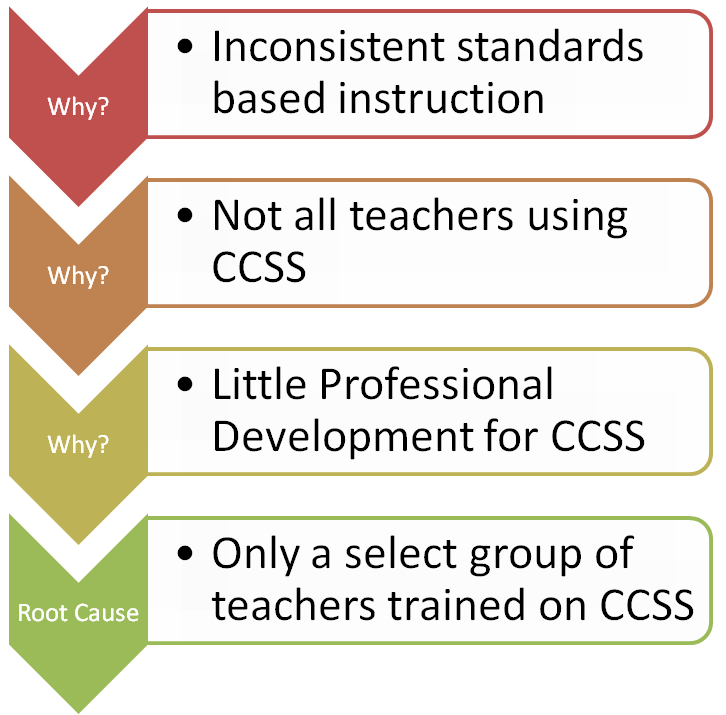 Why?
• Inconsistent standards
based instruction
Why?
• Not all teachers using
CCSS
Why?
• Little Professional
Development for CCSS
Root Cause
• Only a select group of
teachers trained on CCSS